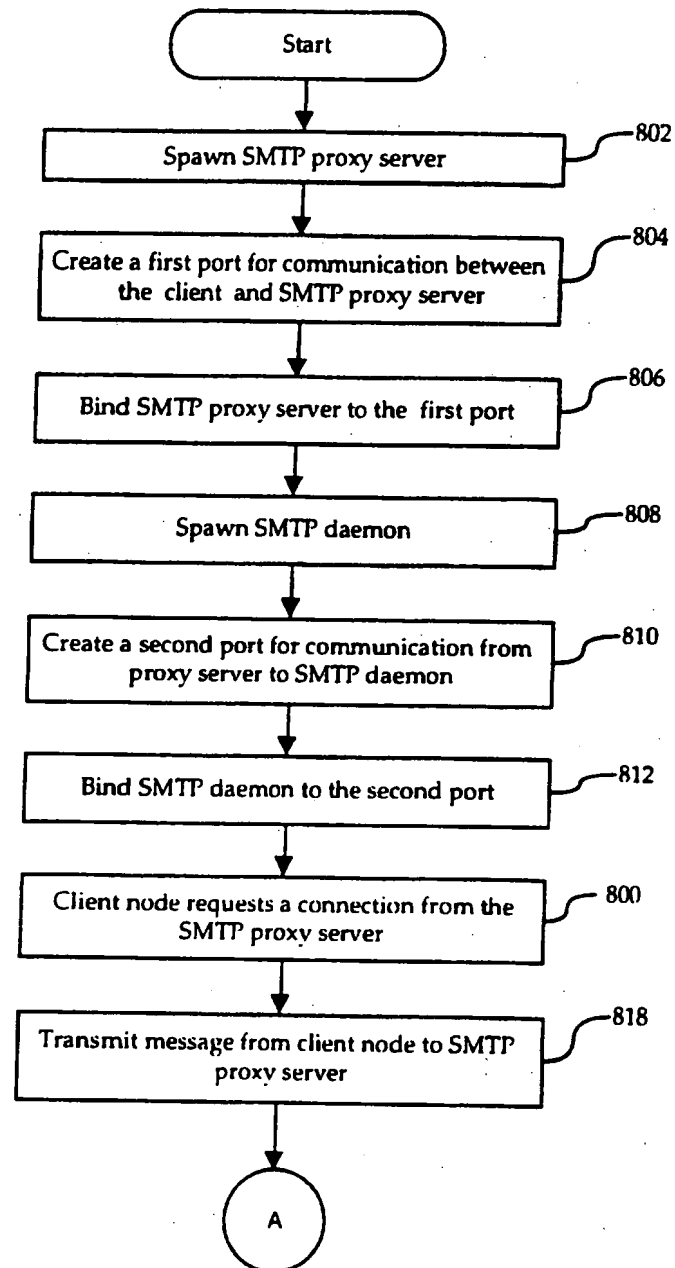 Start
Spawn SMTP proxy server
802
Create a first port for communication between
the client and SMTP proxy server
804
Bind SMTP proxy server to the first port
806
Spawn SMTP daemon
808
Create a second port for communication from
proxy server to SMTP daemon
810
Bind SMTP daemon to the second port
812
Client node requests a connection from the
SMTP proxy server
800
Transmit message from client node to SMTP
proxy server
818
A